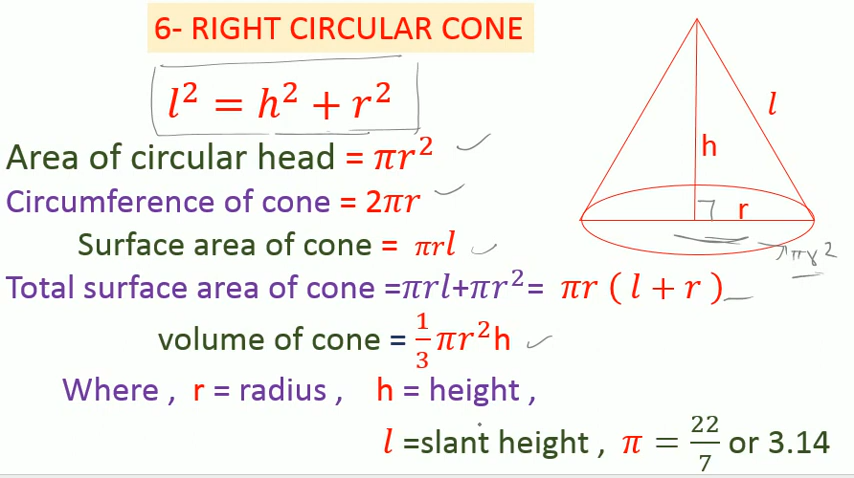 6- RIGHT CIRCULAR CONE
l² = h² + r²
Area of circular head = πr²
Circumference of cone = 2πr
Surface area of cone = πrl
Total surface area of cone =πrl+πr²= πr ( l + r )
volume of cone = 1/3 πr²h
Where , r = radius , h = height ,
l =slant height , π = 22/7 or 3.14
l
h
r
πr²